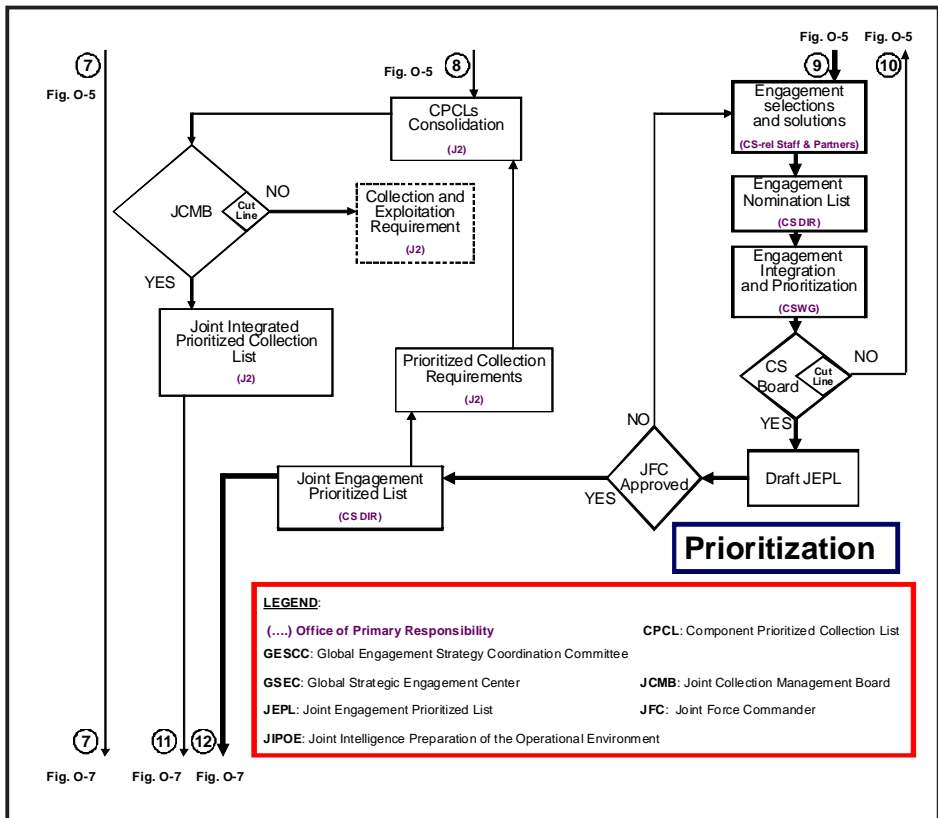 Fig. O-5
Fig. O-5
7
Fig. O-5
8
Fig. O-5
9
10
CPCLs
Consolidation
(J2)
Engagement
selections
and solutions
(CS-rel Staff & Partners)
JCMB
Cut
Line
NO
YES
Collection and
Exploitation
Requirement
(J2)
Engagement
Nomination List
(CS DIR)
Engagement
Integration
and Prioritization
(CSWG)
Joint Integrated
Prioritized Collection
List
(J2)
Prioritized Collection
Requirements
(J2)
CS
Board
Cut
Line
NO
YES
NO
JFC
Approved
YES
Draft JEPL
Joint Engagement
Prioritized List
(CS DIR)
Prioritization
LEGEND:
(....) Office of Primary Responsibility
CPCL: Component Prioritized Collection List
GESCC: Global Engagement Strategy Coordination Committee
GSEC: Global Strategic Engagement Center
JCMB: Joint Collection Management Board
JEPL: Joint Engagement Prioritized List
JFC: Joint Force Commander
JIPOE: Joint Intelligence Preparation of the Operational Environment
7
11
12
Fig. O-7
Fig. O-7
Fig. O-7